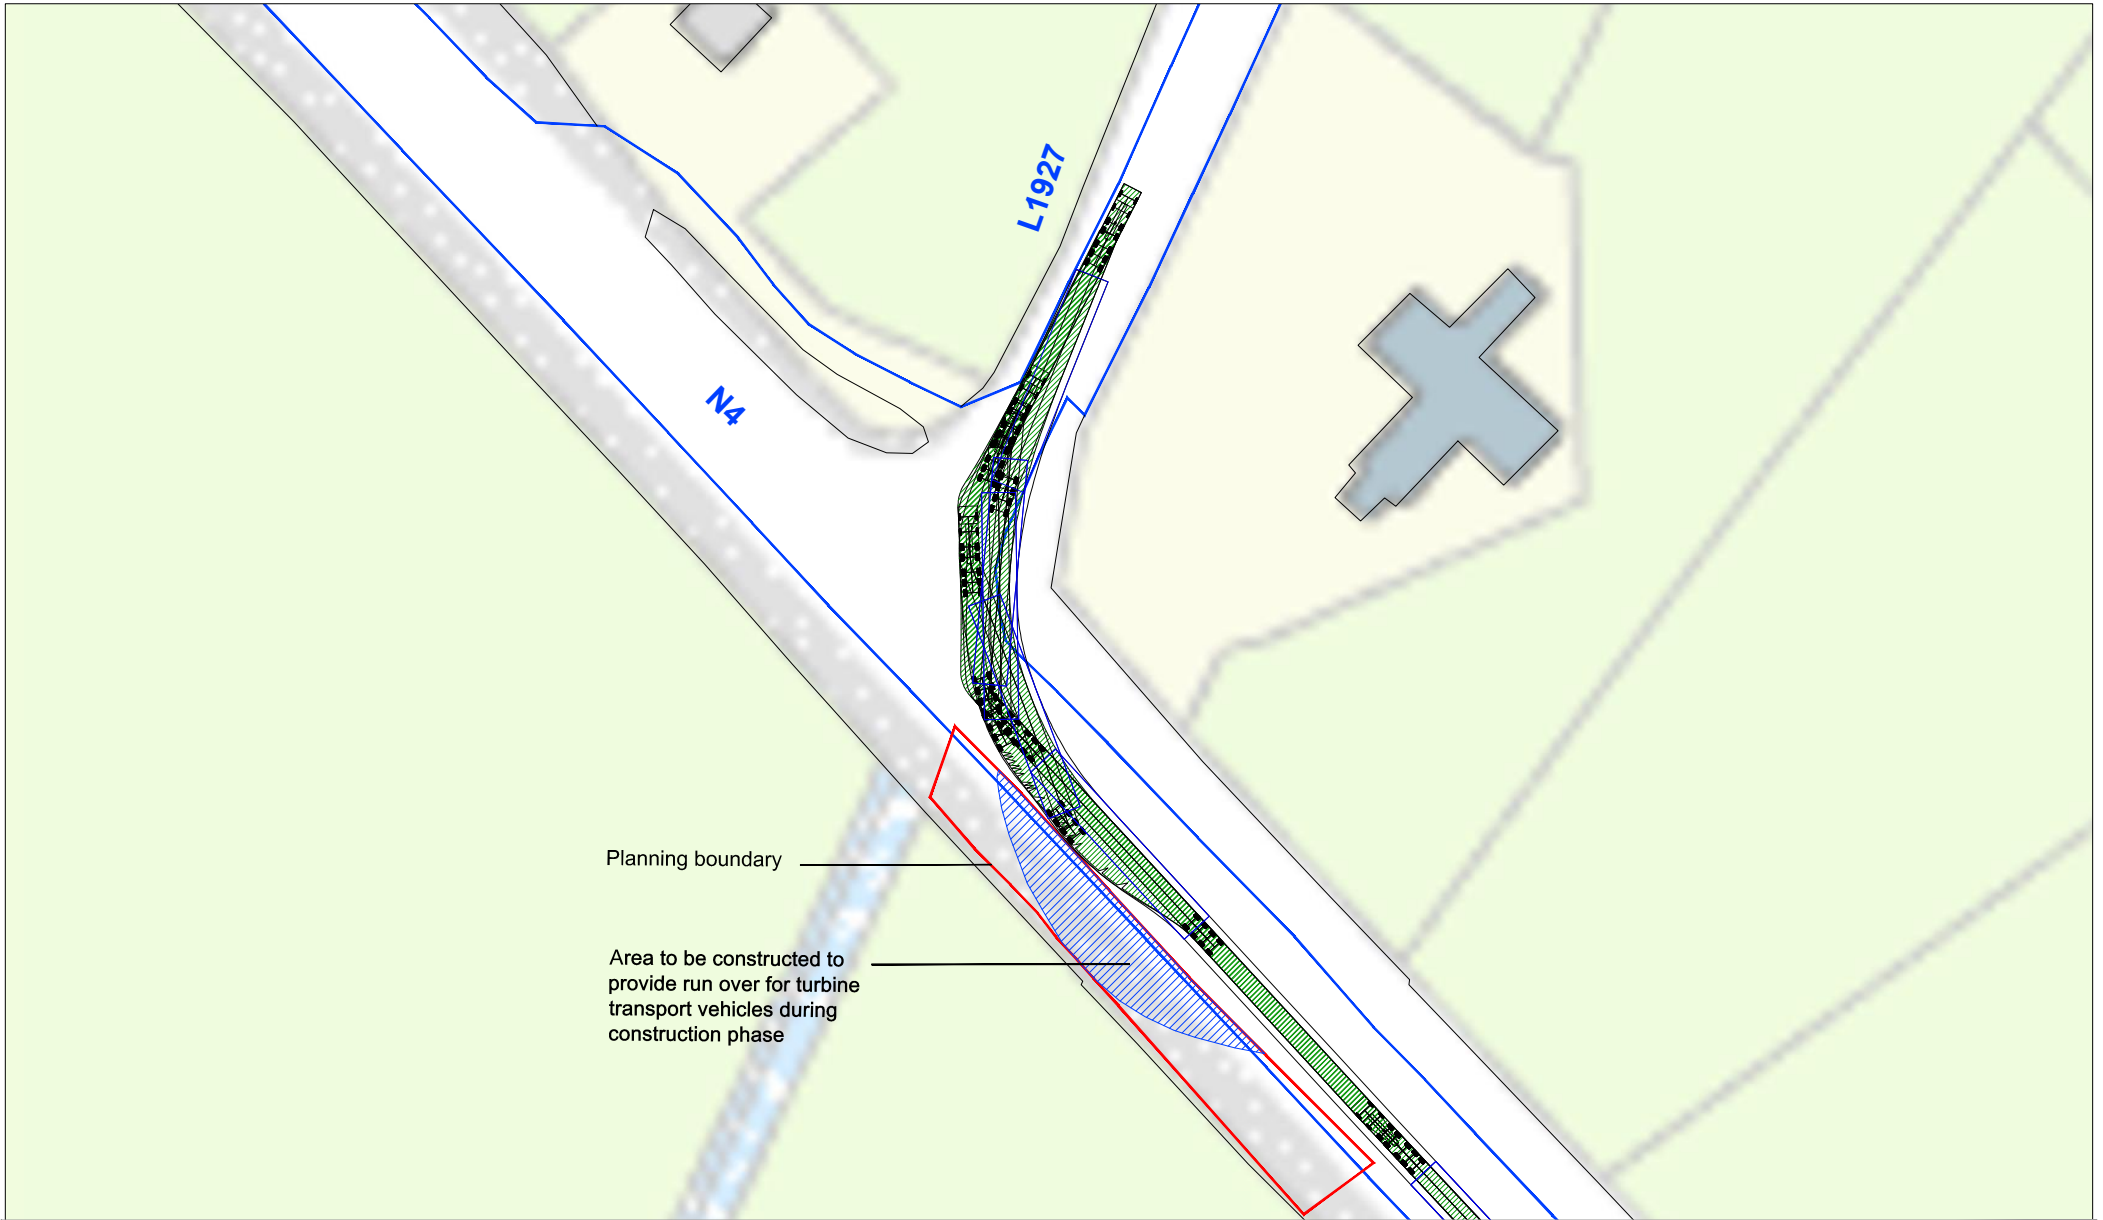 L1927
N4
Planning boundary
Area to be constructed to
provide run over for turbine
transport vehicles during
construction phase